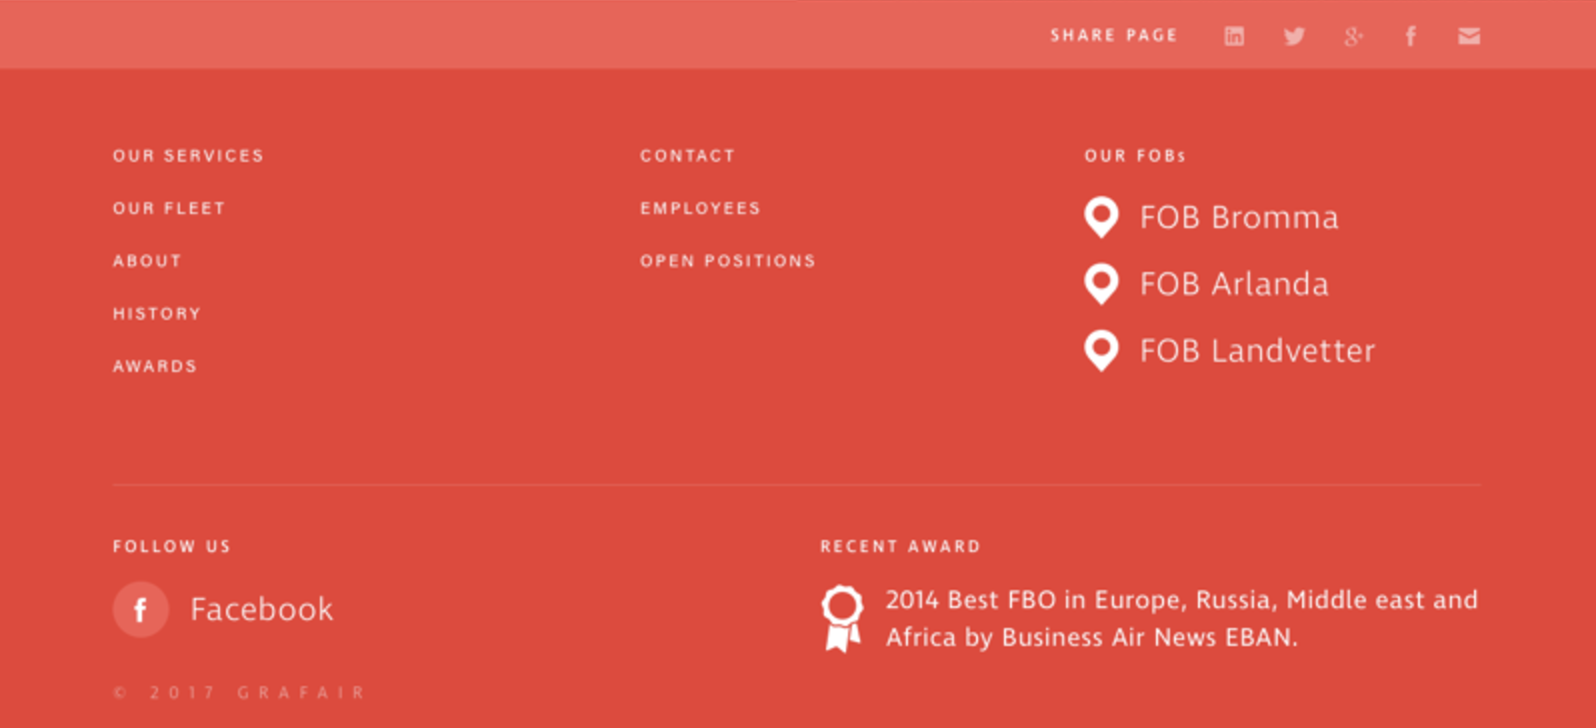 SHARE PAGE
OUR SERVICES
OUR FLEET
ABOUT
HISTORY
AWARDS
CONTACT
EMPLOYEES
OPEN POSITIONS
OUR FOBs
FOB Bromma
FOB Arlanda
FOB Landvetter
FOLLOW US
Facebook
RECENT AWARD
2014 Best FBO in Europe, Russia, Middle east and
Africa by Business Air News EBAN.
© 2017 GRAFAIR